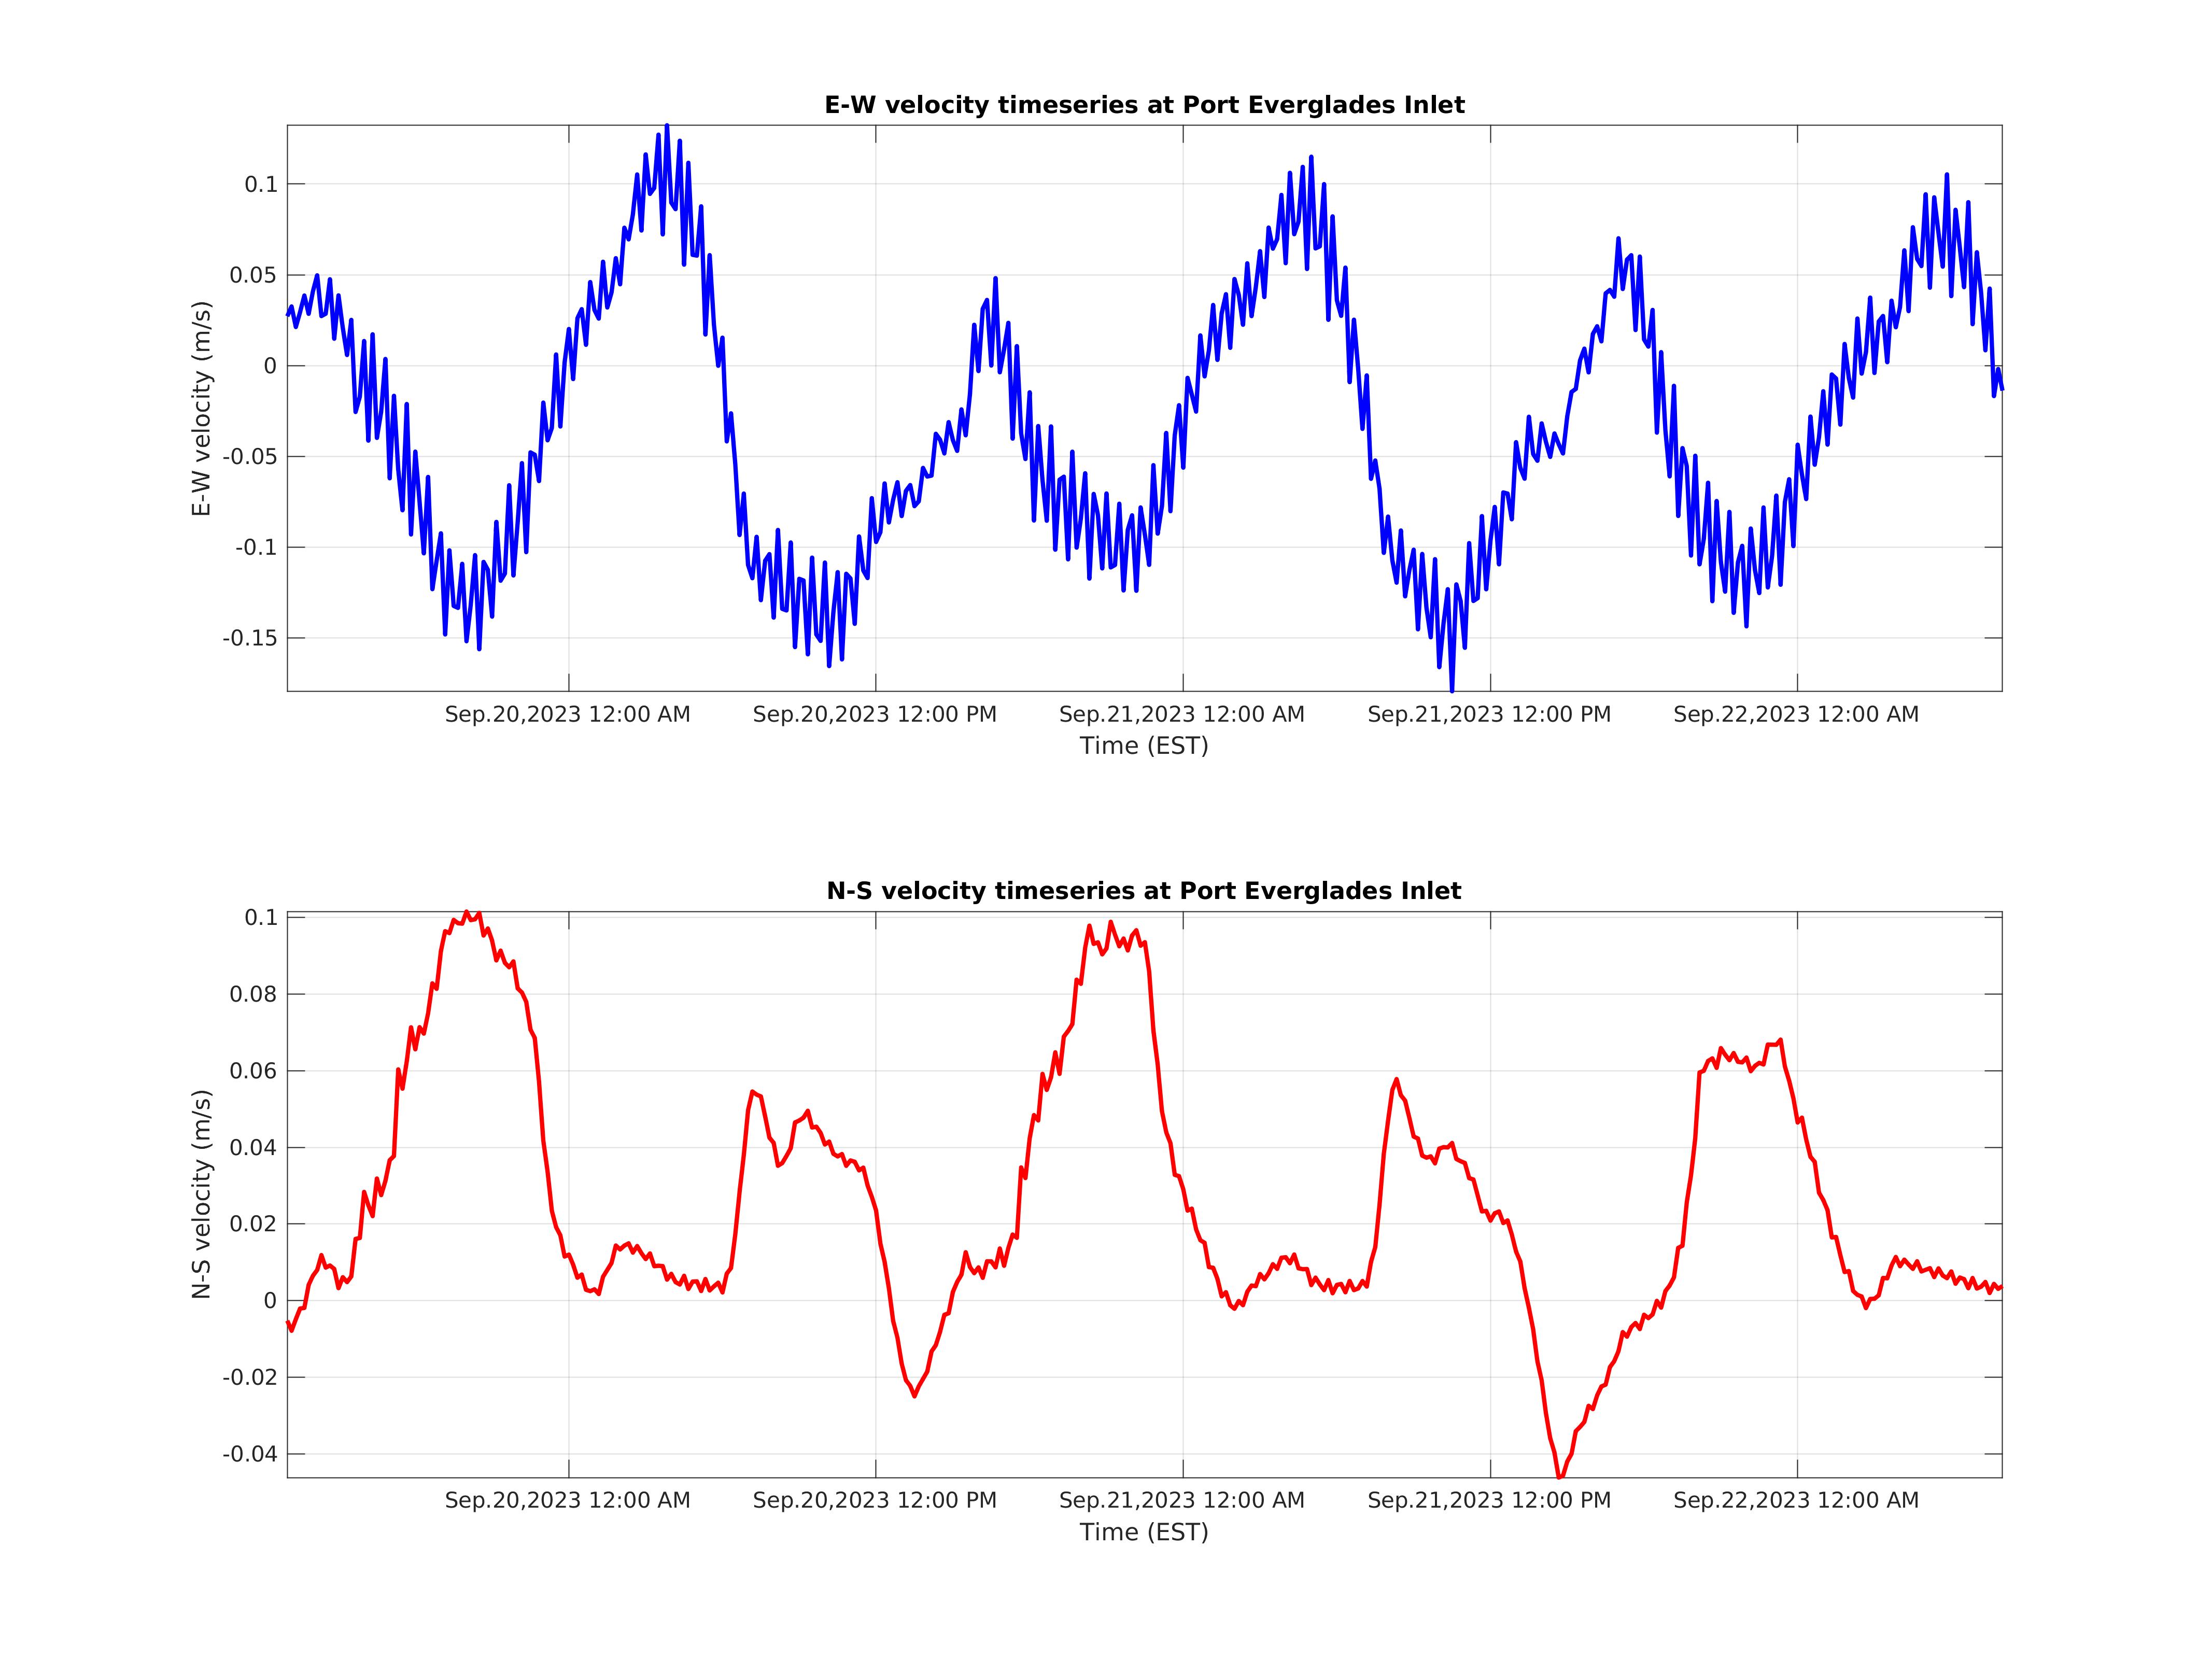 E-W velocity timeseries at Port Everglades Inlet
E-W velocity (m/s)
0.1
0.05
0
-0.05
-0.1
-0.15
Sep.20,2023 12:00 AM
Sep.20,2023 12:00 PM
Sep.21,2023 12:00 AM
Sep.21,2023 12:00 PM
Sep.22,2023 12:00 AM
Time (EST)
N-S velocity timeseries at Port Everglades Inlet
N-S velocity (m/s)
0.1
0.08
0.06
0.04
0.02
0
-0.02
-0.04
Sep.20,2023 12:00 AM
Sep.20,2023 12:00 PM
Sep.21,2023 12:00 AM
Sep.21,2023 12:00 PM
Sep.22,2023 12:00 AM
Time (EST)